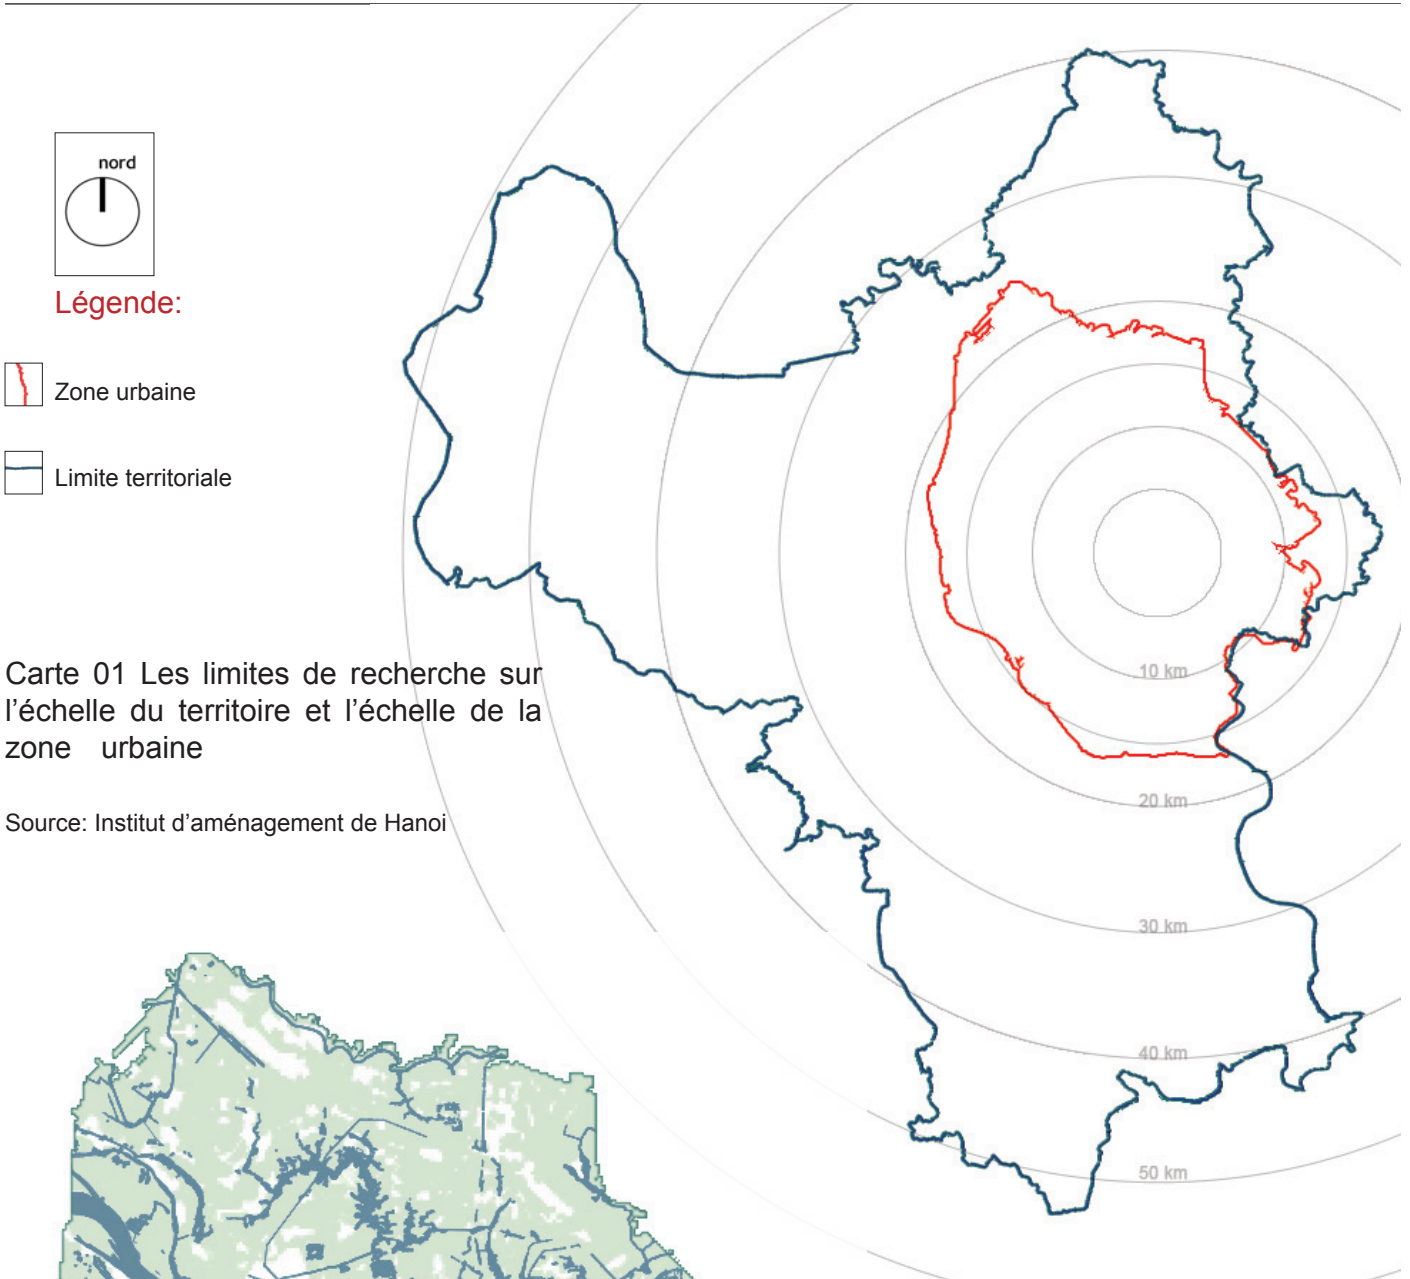 nord
Légende:
Zone urbaine
Limite territoriale
Carte 01 Les limites de recherche sur
l’échelle du territoire et l’échelle de la
zone urbaine
Source: Institut d’aménagement de Hanoi
10 km
20 km
30 km
40 km
50 km